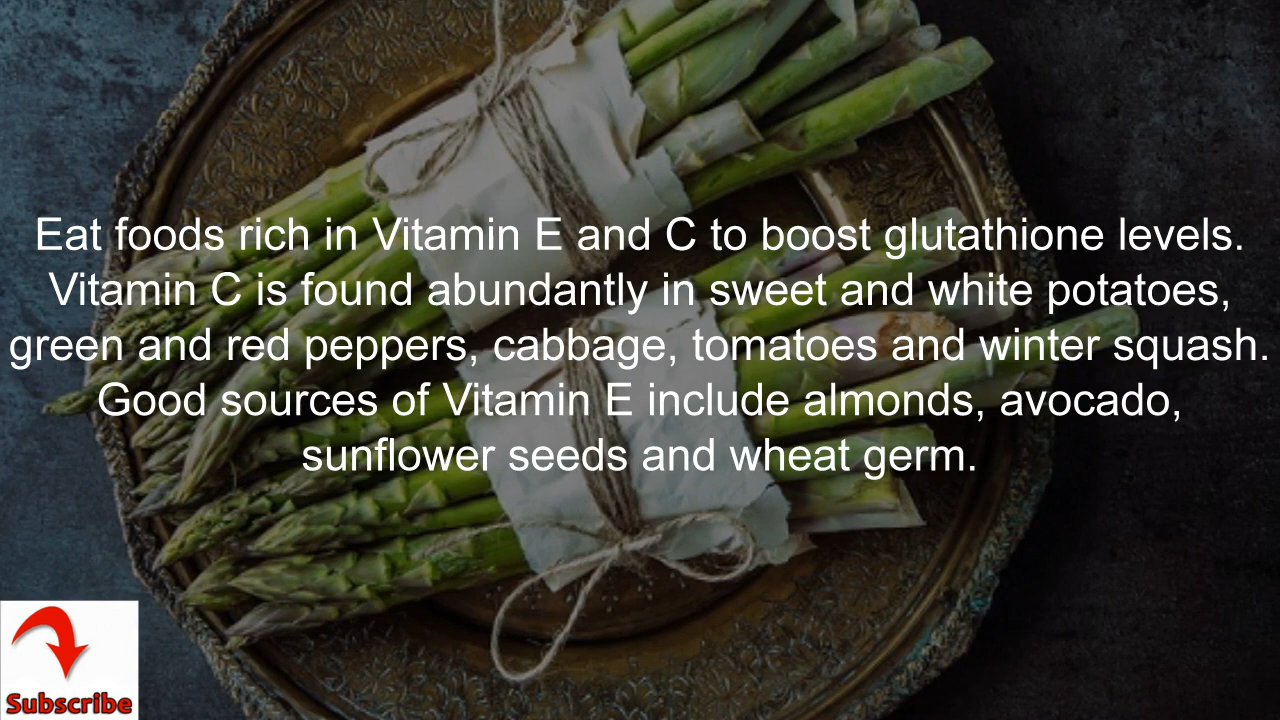 Eat foods rich in Vitamin E and C to boost glutathione levels.
Vitamin C is found abundantly in sweet and white potatoes,
green and red peppers, cabbage, tomatoes and winter squash.
Good sources of Vitamin E include almonds, avocado,
sunflower seeds and wheat germ.
Subscribe